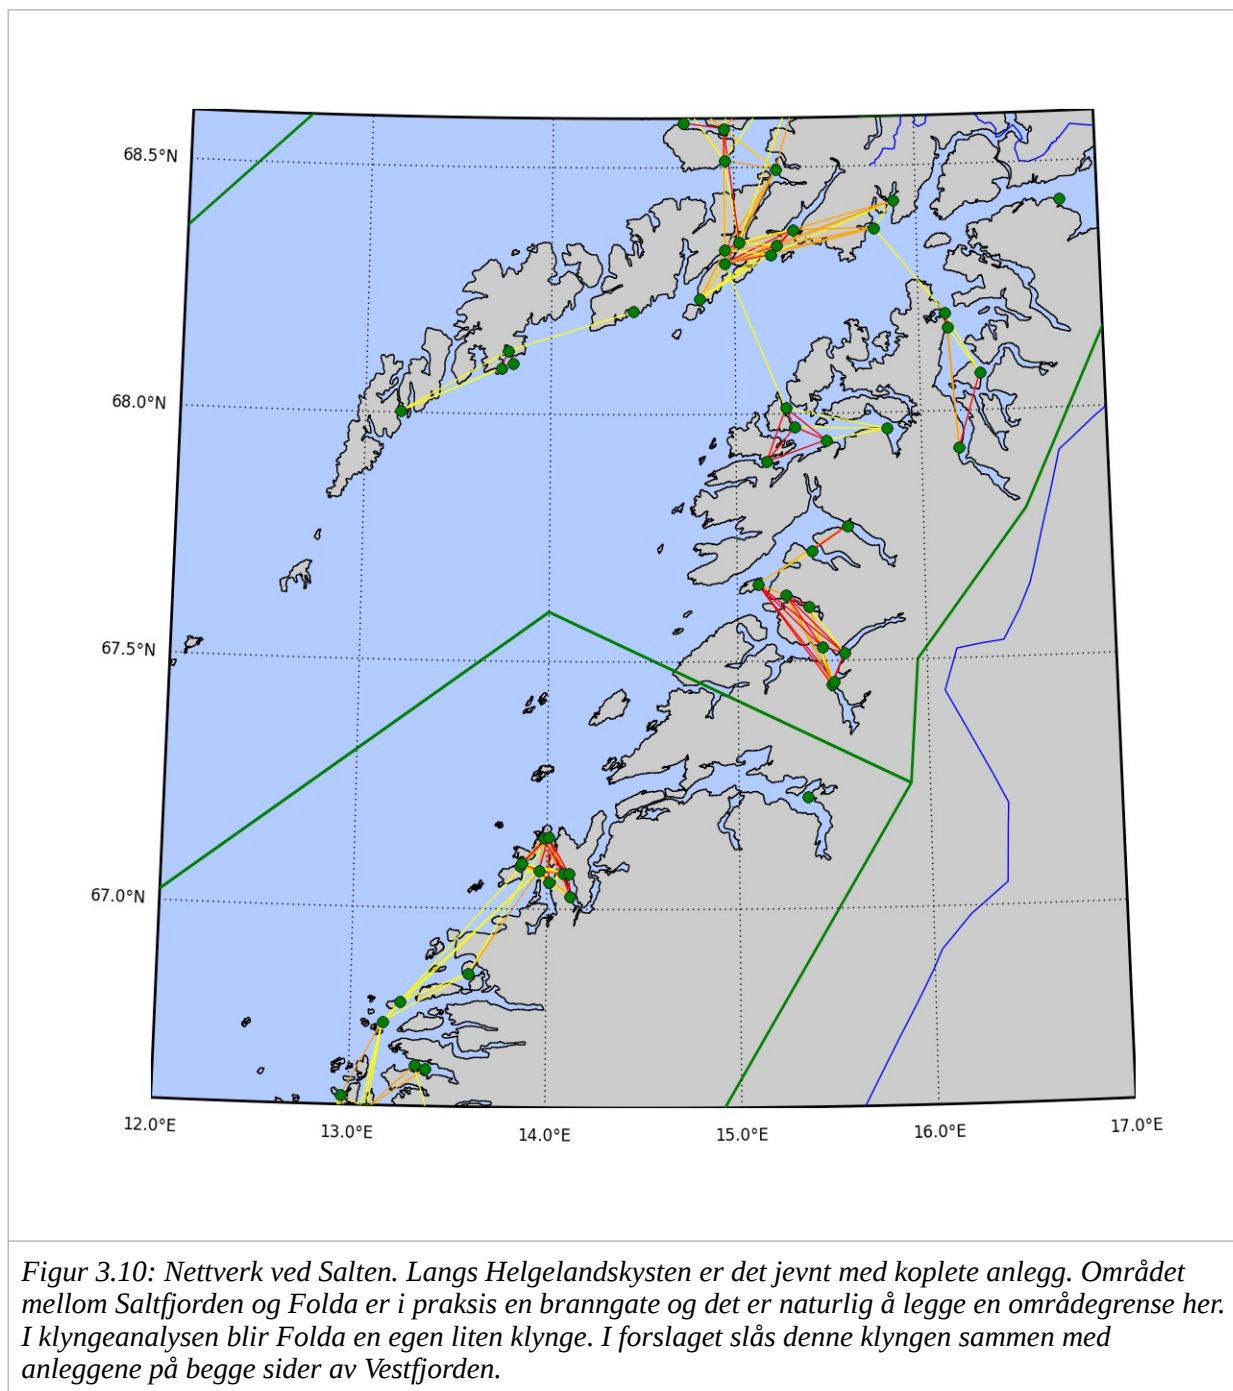 68.5°N
68.0°N
67.5°N
67.0°N
12.0°E
13.0°E
14.0°E
15.0°E
16.0°E
17.0°E
Figur 3.10: Nettverk ved Salten. Langs Helgelandskysten er det jevnt med koplete anlegg. Området
mellom Saltfjorden og Folda er i praksis en branngate og det er naturlig å legge en områdegrense her.
I klyngeanalysen blir Folda en egen liten klynge. I forslaget slås denne klyngen sammen med
anleggene på begge sider av Vestfjorden.